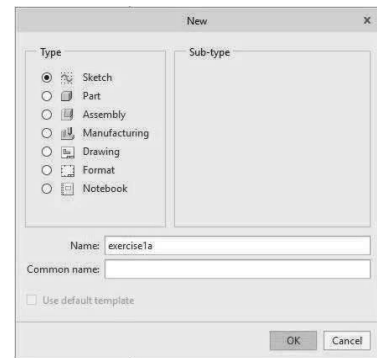 New x
Type
Sub-type
Sketch
Part
Assembly
Manufacturing
Drawing
Format
Notebook
Name: exercise1a
Common name:
Use default template
OK Cancel